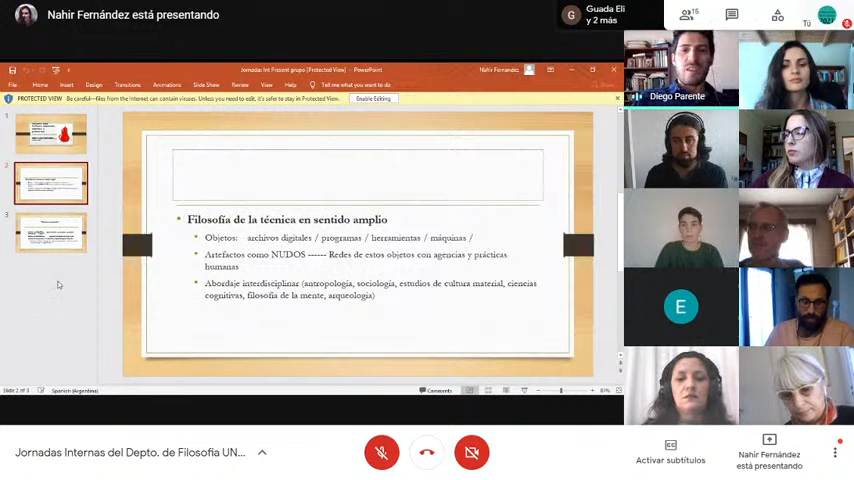 Nahir Fernández está presentando
Guada Eli
y 2 más
15
Tú
Jornadas Int Present grupo [Protected View] - PowerPoint
Nahir Fernández
File Home Insert Draw Design Transitions Animations Slide Show Review View Help Tell me what you want to do
PROTECTED VIEW Be careful—files from the Internet can contain viruses. Unless you need to edit, it's safer to stay in Protected View.
Enable Editing
1
2
3
Filosofía de la técnica en sentido amplio
Objetos: archivos digitales / programas / herramientas / máquinas /
Artefactos como NUDOS ------ Redes de estos objetos con agencias y prácticas
humanas
Abordaje interdisciplinar (antropología, sociología, estudios de cultura material, ciencias
cognitivas, filosofía de la mente, arqueología)
Slide 2 of 3 Spanish (Argentina)
Comments
Diego Parente
E
Jornadas Internas del Depto. de Filosofia UN...
Activar subtítulos
Nahir Fernández
está presentando